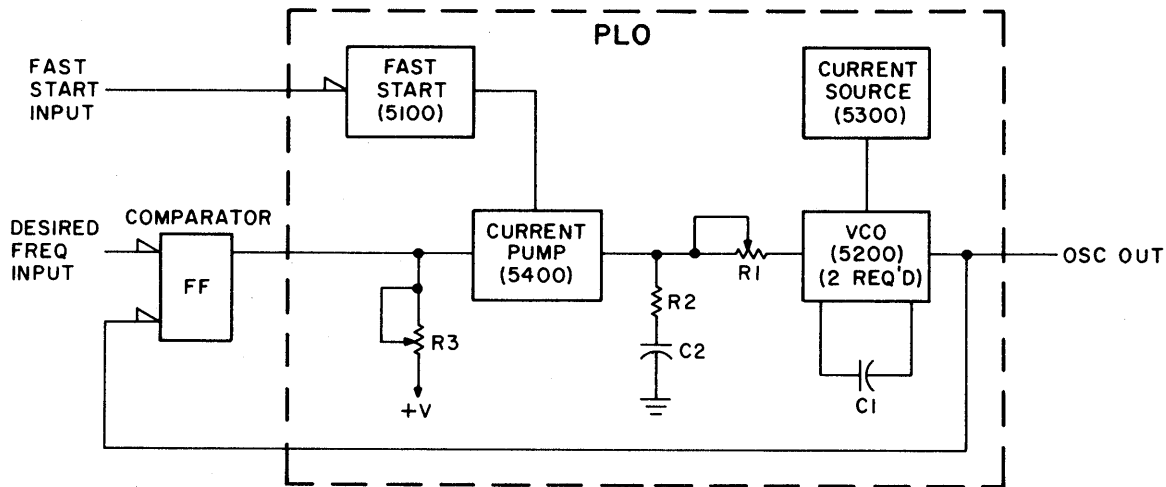 PLO
FAST
START
INPUT
FAST
START
(5100)
CURRENT
SOURCE
(5300)
DESIRED
FREQ
INPUT
COMPARATOR
FF
CURRENT
PUMP
(5400)
R1
VCO
(5200)
(2 REQ'D)
OSC OUT
R2
R3
C2
+V
C1